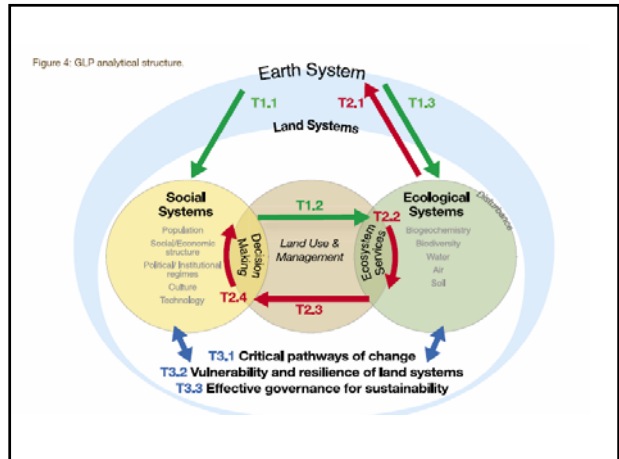 Figure 4: GLP analytical structure.
Earth System
T1.1
T2.1
T1.3
Land Systems
Social
Systems
Population
Social/Economic
structure
Political/ Institutional
regimes
Culture
Technology
Decision
Making
T1.2
Land Use &
Management
T2.2
Ecosystem
Services
T2.3
T2.4
Ecological
Systems
Disturbance
Biogeochemistry
Biodiversity
Water
Air
Soil
T3.1 Critical pathways of change
T3.2 Vulnerability and resilience of land systems
T3.3 Effective governance for sustainability